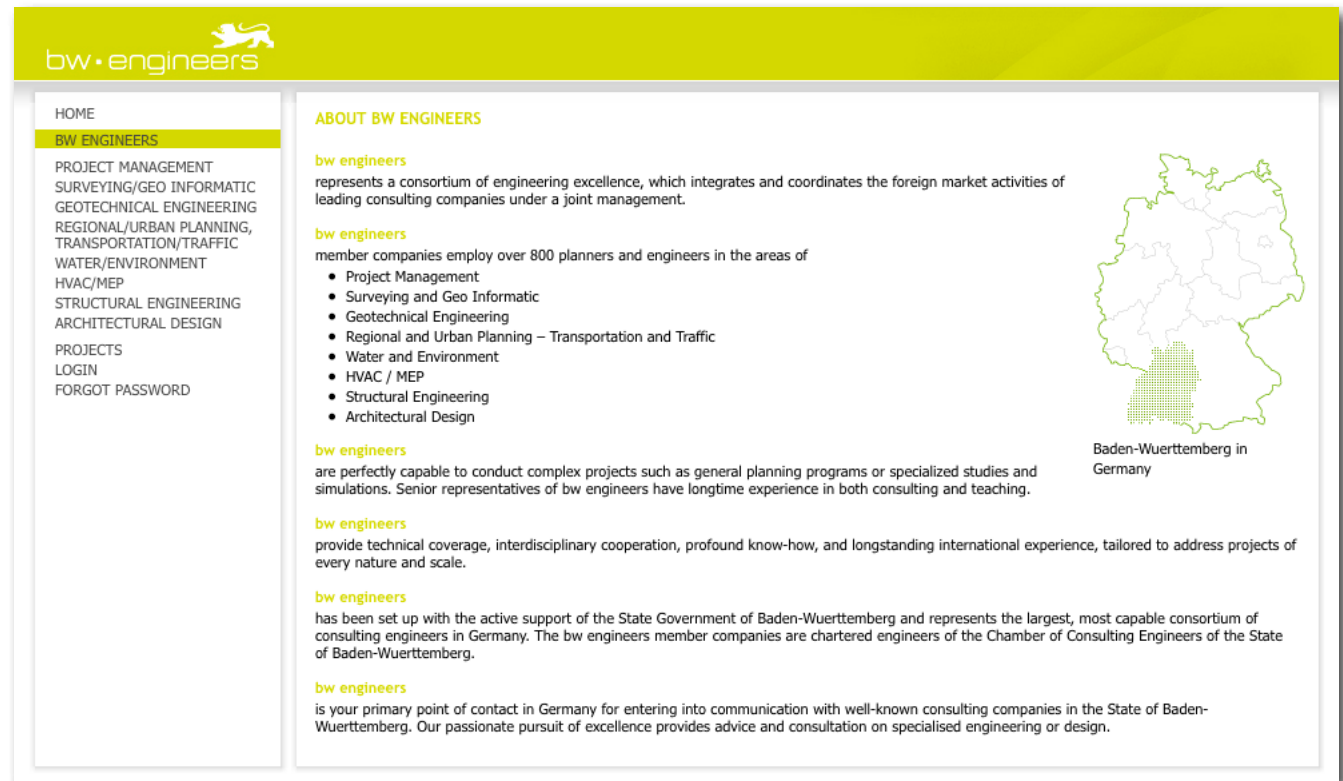 bw•engineers
HOME
BW ENGINEERS
PROJECT MANAGEMENT
SURVEYING/GEO INFORMATIC
GEOTECHNICAL ENGINEERING
REGIONAL/URBAN PLANNING,
TRANSPORTATION/TRAFFIC
WATER/ENVIRONMENT
HVAC/MEP
STRUCTURAL ENGINEERING
ARCHITECTURAL DESIGN
PROJECTS
LOGIN
FORGOT PASSWORD
ABOUT BW ENGINEERS
bw engineers
represents a consortium of engineering excellence, which integrates and coordinates the foreign market activities of
leading consulting companies under a joint management.
bw engineers
member companies employ over 800 planners and engineers in the areas of
• Project Management
• Surveying and Geo Informatic
• Geotechnical Engineering
• Regional and Urban Planning – Transportation and Traffic
• Water and Environment
• HVAC / MEP
• Structural Engineering
• Architectural Design
bw engineers
are perfectly capable to conduct complex projects such as general planning programs or specialized studies and
simulations. Senior representatives of bw engineers have longtime experience in both consulting and teaching.
Baden-Wuerttemberg in
Germany
bw engineers
provide technical coverage, interdisciplinary cooperation, profound know-how, and longstanding international experience, tailored to address projects of
every nature and scale.
bw engineers
has been set up with the active support of the State Government of Baden-Wuerttemberg and represents the largest, most capable consortium of
consulting engineers in Germany. The bw engineers member companies are chartered engineers of the Chamber of Consulting Engineers of the State
of Baden-Wuerttemberg.
bw engineers
is your primary point of contact in Germany for entering into communication with well-known consulting companies in the State of Baden-
Wuerttemberg. Our passionate pursuit of excellence provides advice and consultation on specialised engineering or design.